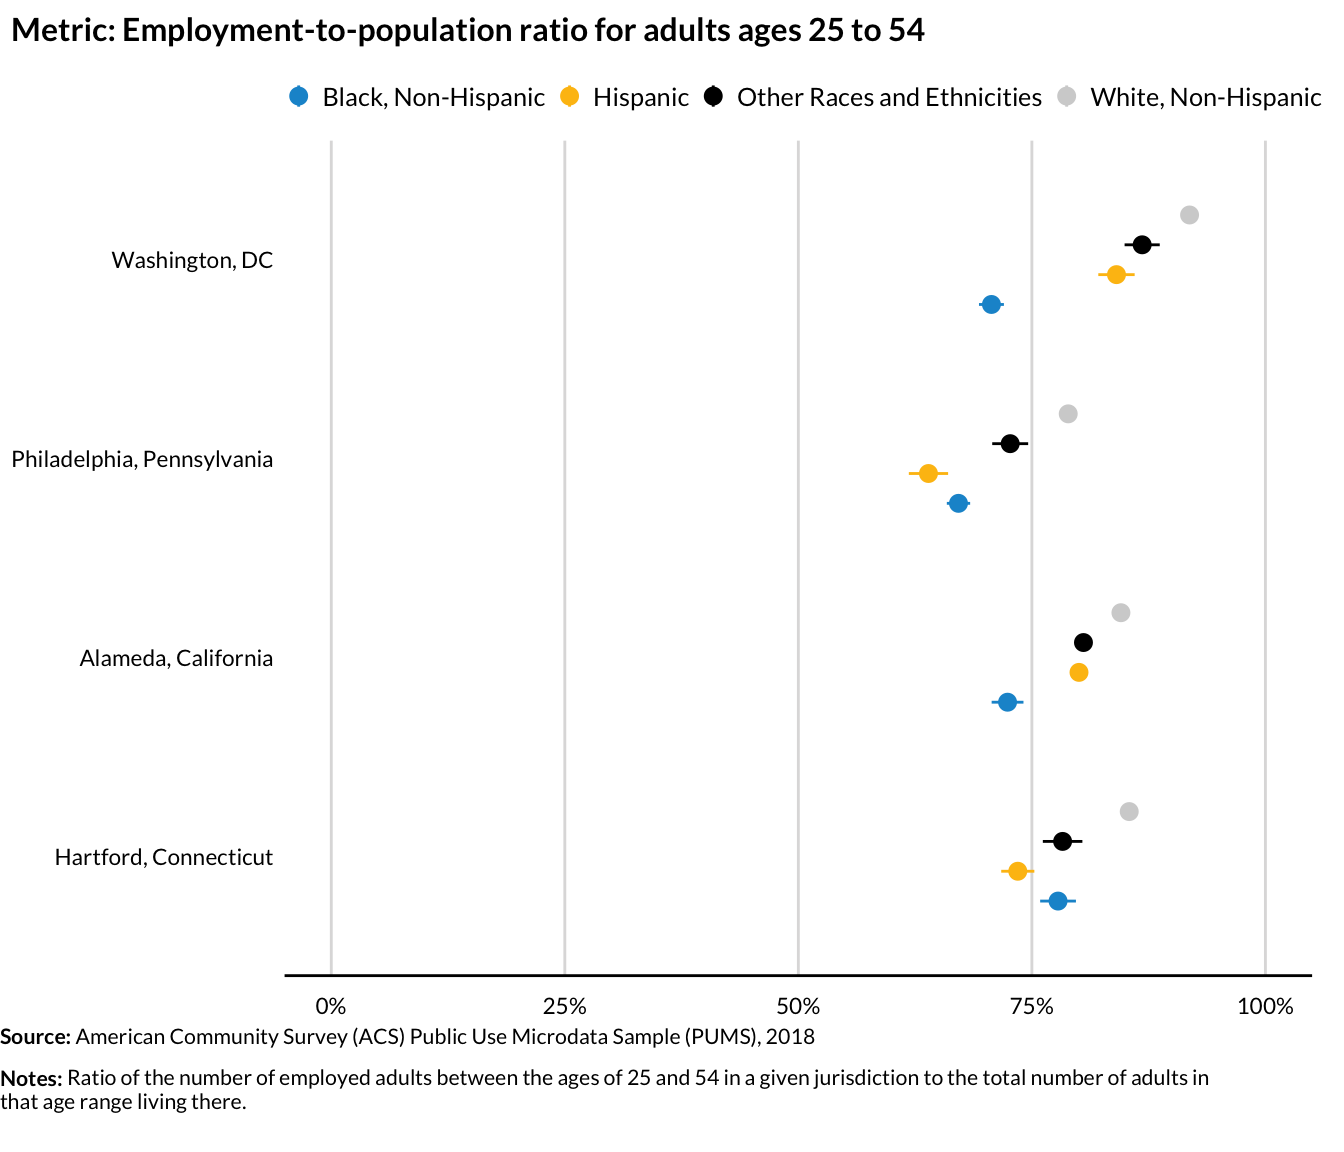 Metric: Employment-to-population ratio for adults ages 25 to 54
Black, Non-Hispanic Hispanic Other Races and Ethnicities White, Non-Hispanic
Washington, DC
Philadelphia, Pennsylvania
Alameda, California
Hartford, Connecticut
0% 25% 50% 75% 100%
Source: American Community Survey (ACS) Public Use Microdata Sample (PUMS), 2018
Notes: Ratio of the number of employed adults between the ages of 25 and 54 in a given jurisdiction to the total number of adults in
that age range living there.